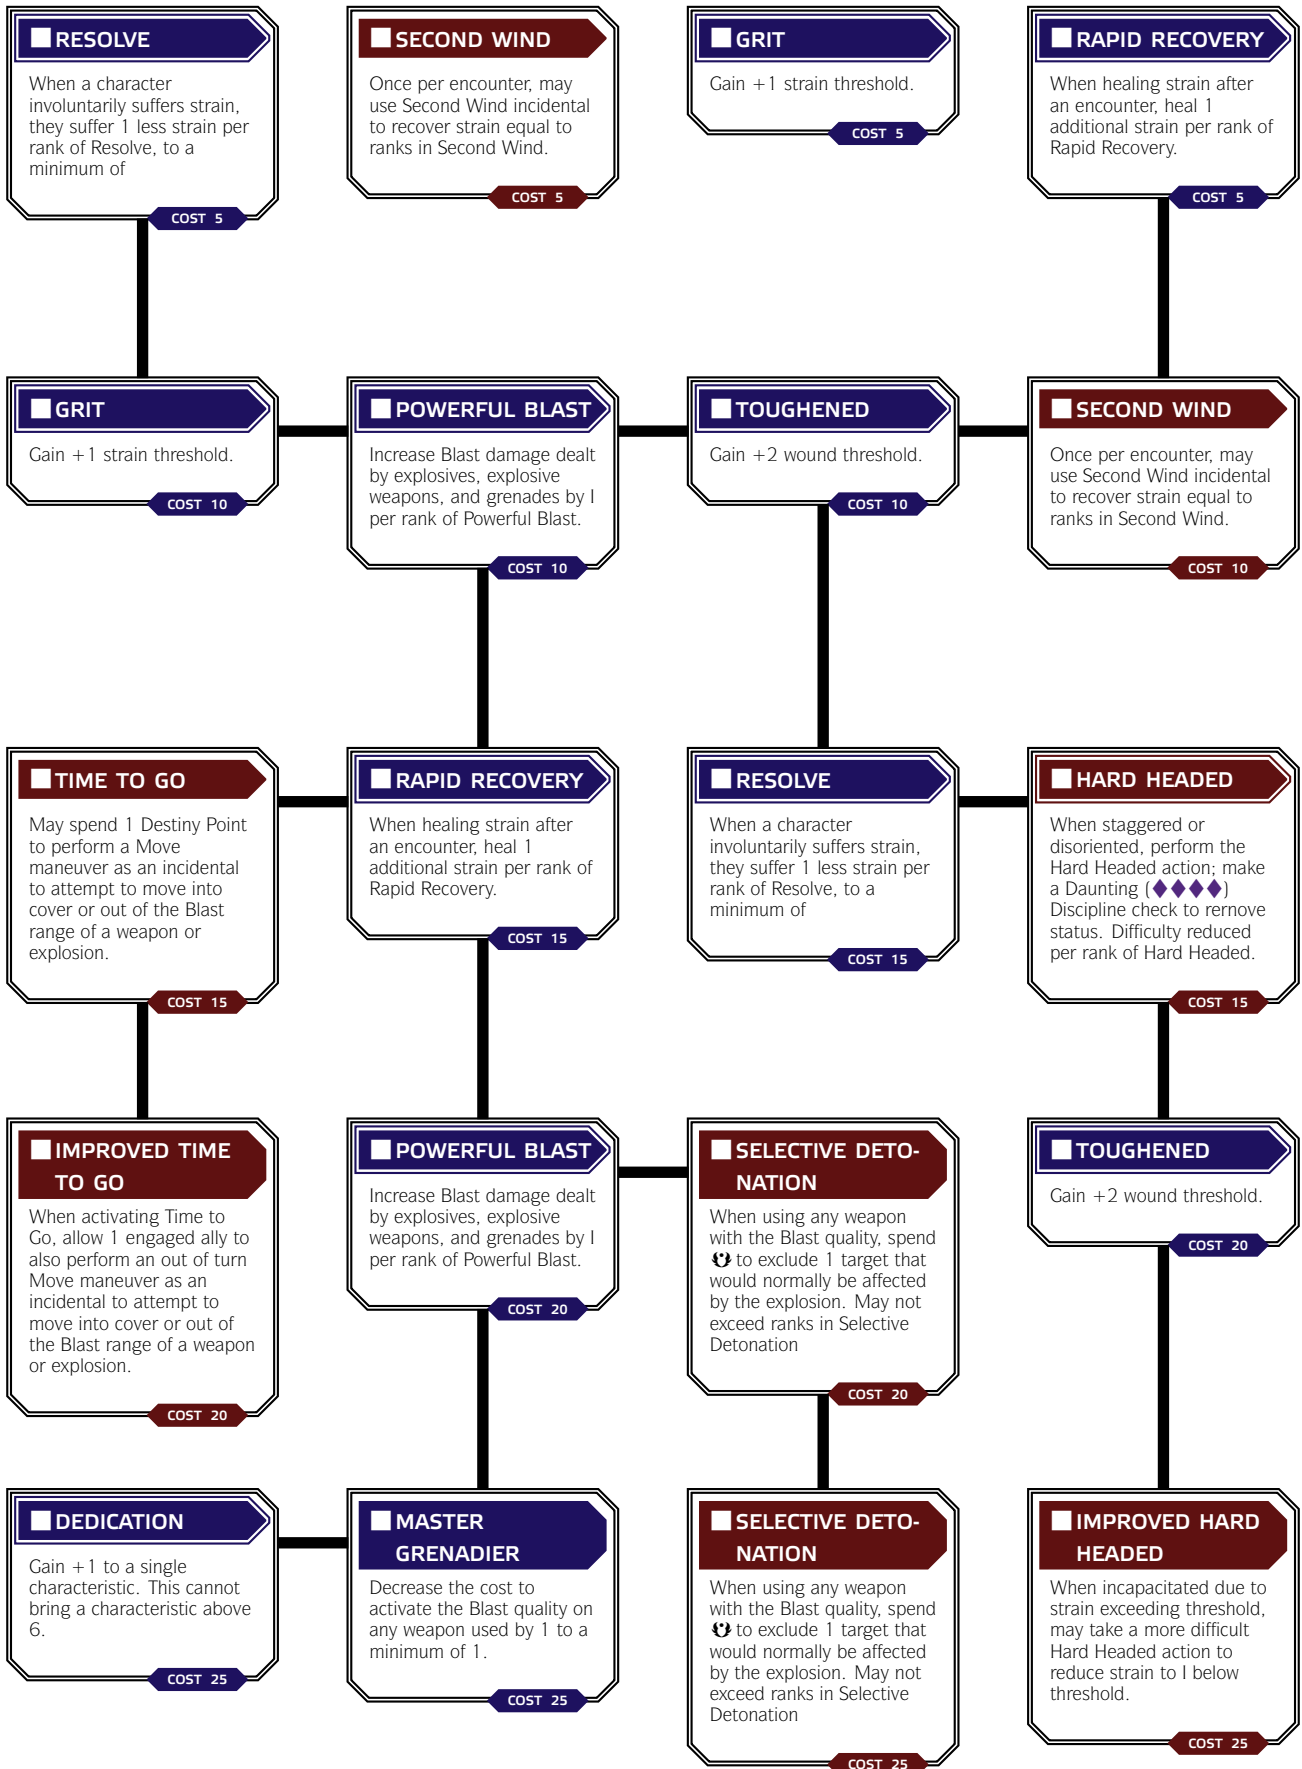 RESOLVE
When a character
involuntarily suffers strain,
they suffer 1 less strain per
rank of Resolve, to a
minimum of
COST 5
SECOND WIND
Once per encounter, may
use Second Wind incidental
to recover strain equal to
ranks in Second Wind.
COST 5
GRIT
Gain +1 strain threshold.
COST 5
RAPID RECOVERY
When healing strain after
an encounter, heal 1
additional strain per rank of
Rapid Recovery.
COST 5
GRIT
Gain +1 strain threshold.
COST 10
POWERFUL BLAST
Increase Blast damage dealt
by explosives, explosive
weapons, and grenades by I
per rank of Powerful Blast.
COST 10
TOUGHENED
Gain +2 wound threshold.
COST 10
SECOND WIND
Once per encounter, may
use Second Wind incidental
to recover strain equal to
ranks in Second Wind.
COST 10
TIME TO GO
May spend 1 Destiny Point
to perform a Move
maneuver as an incidental
to attempt to move into
cover or out of the Blast
range of a weapon or
explosion.
COST 15
RAPID RECOVERY
When healing strain after
an encounter, heal 1
additional strain per rank of
Rapid Recovery.
COST 15
RESOLVE
When a character
involuntarily suffers strain,
they suffer 1 less strain per
rank of Resolve, to a
minimum of
COST 15
HARD HEADED
When staggered or
disoriented, perform the
Hard Headed action; make
a Daunting (♦♦♦♦)
Discipline check to rernove
status. Difficulty reduced
per rank of Hard Headed.
COST 15
IMPROVED TIME
TO GO
When activating Time to
Go, allow 1 engaged ally to
also perform an out of turn
Move maneuver as an
incidental to attempt to
move into cover or out of
the Blast range of a weapon
or explosion.
COST 20
POWERFUL BLAST
Increase Blast damage dealt
by explosives, explosive
weapons, and grenades by I
per rank of Powerful Blast.
COST 20
SELECTIVE DETO-
NATION
When using any weapon
with the Blast quality, spend
to exclude 1 target that
would normally be affected
by the explosion. May not
exceed ranks in Selective
Detonation
COST 20
TOUGHENED
Gain +2 wound threshold.
COST 20
DEDICATION
Gain +1 to a single
characteristic. This cannot
bring a characteristic above
6.
COST 25
MASTER
GRENADIER
Decrease the cost to
activate the Blast quality on
any weapon used by 1 to a
minimum of 1.
COST 25
SELECTIVE DETO-
NATION
When using any weapon
with the Blast quality, spend
to exclude 1 target that
would normally be affected
by the explosion. May not
exceed ranks in Selective
Detonation
COST 25
IMPROVED HARD
HEADED
When incapacitated due to
strain exceeding threshold,
may take a more difficult
Hard Headed action to
reduce strain to I below
threshold.
COST 25